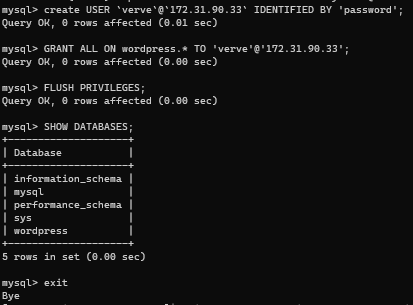 mysql> create USER `verve`@`172.31.90.33` IDENTIFIED BY 'password';
Query OK, 0 rows affected (0.01 sec)
mysql> GRANT ALL ON wordpress.* TO 'verve'@'172.31.90.33';
Query OK, 0 rows affected (0.00 sec)
mysql> FLUSH PRIVILEGES;
Query OK, 0 rows affected (0.00 sec)
mysql> SHOW DATABASES;
+--------------------+
| Database           |
+--------------------+
| information_schema |
| mysql              |
| performance_schema |
| sys                |
| wordpress          |
+--------------------+
5 rows in set (0.00 sec)
mysql> exit
Bye